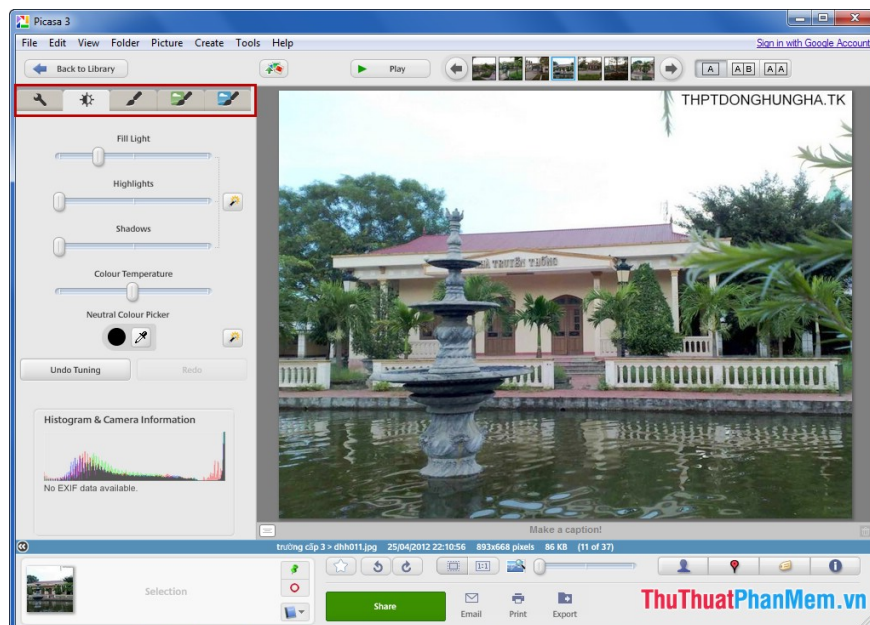 Picasa 3
File Edit View Folder Picture Create Tools Help
Sign in with Google Account
Back to Library
Play
A AB AA
THPTDONGHUNGHA.TK
Fill Light
Highlights
Shadows
Colour Temperature
Neutral Colour Picker
Undo Tuning Redo
Histogram & Camera Information
No EXIF data available.
NHÀ TRUYỀN THỐNG
Make a caption!
trường cấp 3 > dhh011.jpg 25/04/2012 22:10:56 893x668 pixels 86 KB (11 of 37)
Selection
1:1
Share
Email Print Export
ThuThuatPhanMem.vn